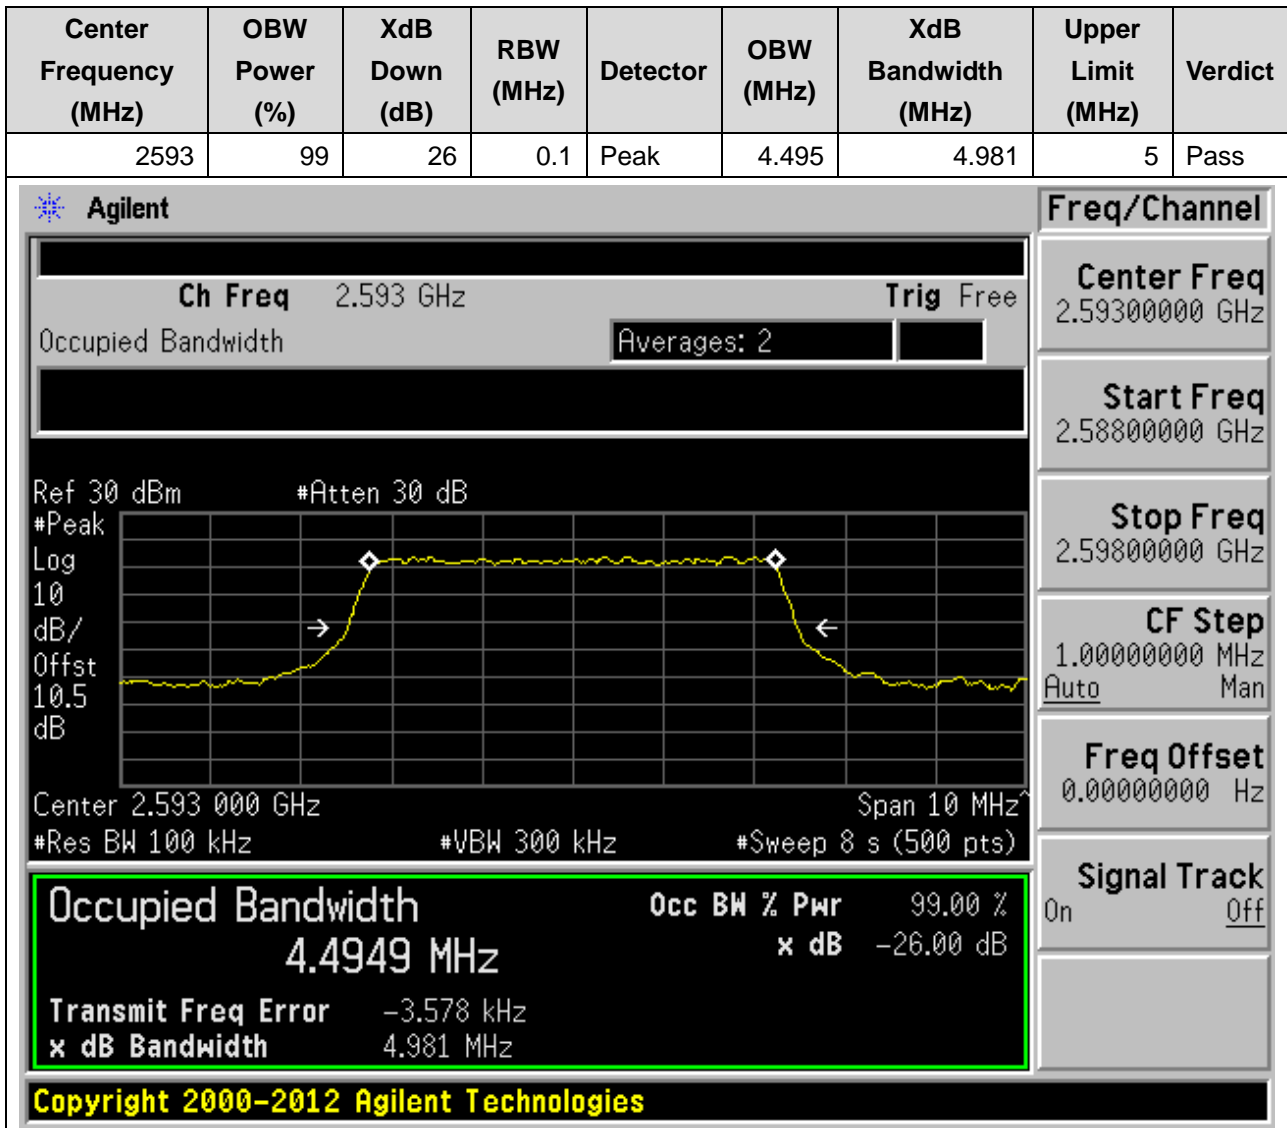 Center Frequency (MHz) OBW Power (%) XdB Down (dB) RBW (MHz) Detector OBW (MHz) XdB Bandwidth (MHz) Upper Limit (MHz) Verdict
2593 99 26 0.1 Peak 4.495 4.981 5 Pass
Agilent
Freq/Channel
Ch Freq 2.593 GHz Trig Free
Occupied Bandwidth Averages: 2
Center Freq
2.59300000 GHz
Start Freq
2.58800000 GHz
Stop Freq
2.59800000 GHz
CF Step
1.00000000 MHz
Auto Man
Freq Offset
0.00000000 Hz
Signal Track
On Off
Ref 30 dBm #Atten 30 dB
#Peak
Log
10
dB/
Offst
10.5
dB
Center 2.593 000 GHz Span 10 MHz^
#Res BW 100 kHz #VBW 300 kHz #Sweep 8 s (500 pts)
Occupied Bandwidth Occ BW % Pwr 99.00 %
4.4949 MHz x dB -26.00 dB
Transmit Freq Error -3.578 kHz
x dB Bandwidth 4.981 MHz
Copyright 2000-2012 Agilent Technologies